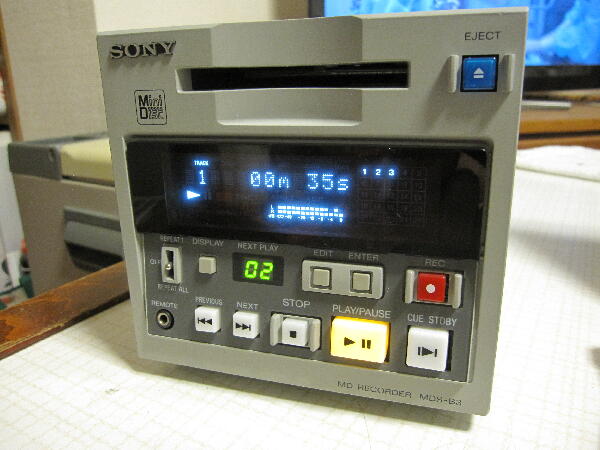 SONY
EJECT
Mini
Disc
TRACK
1
00m 35s
1 2 3
REPEAT 1
DISPLAY
NEXT PLAY
EDIT
ENTER
REC
OFF
02
REPEAT ALL
REMOTE
PREVIOUS
NEXT
STOP
PLAY/PAUSE
CUE STDBY
MD RECORDER MDS-B3